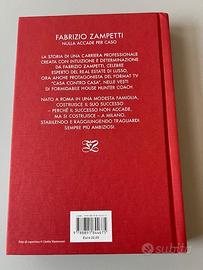 FABRIZIO ZAMPETTI
NULLA ACCADE PER CASO
LA STORIA DI UNA CARRIERA PROFESSIONALE
CREATA CON INTUIZIONE E DETERMINAZIONE
DA FABRIZIO ZAMPETTI, CELEBRE
ESPERTO DEL REAL ESTATE DI LUSSO,
ORA ANCHE PROTAGONISTA DEL FORMAT TV
"CASA CONTRO CASA", NELLE VESTI
DI FORMIDABILE HOUSE HUNTER COACH.
NATO A ROMA IN UNA MODESTA FAMIGLIA,
COSTRUISCE IL SUO SUCCESSO
– PERCHÉ IL SUCCESSO NON ACCADE,
MA SI COSTRUISCE – A MILANO,
STABILENDO E RAGGIUNGENDO TRAGUARDI
SEMPRE PIÙ AMBIZIOSI.
subito